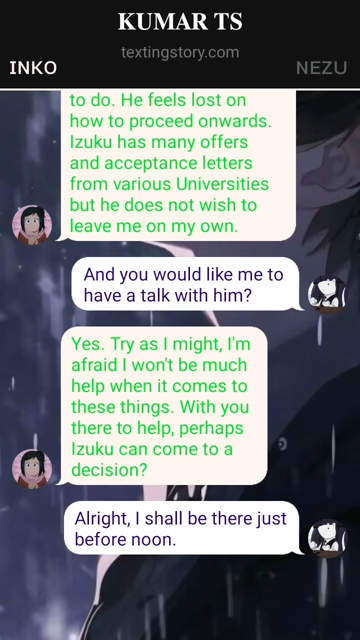 KUMAR TS
textingstory.com
INKO
NEZU
to do. He feels lost on
how to proceed onwards.
Izuku has many offers
and acceptance letters
from various Universities
but he does not wish to
leave me on my own.
And you would like me to
have a talk with him?
Yes. Try as I might, I'm
afraid I won't be much
help when it comes to
these things. With you
there to help, perhaps
Izuku can come to a
decision?
Alright, I shall be there just
before noon.